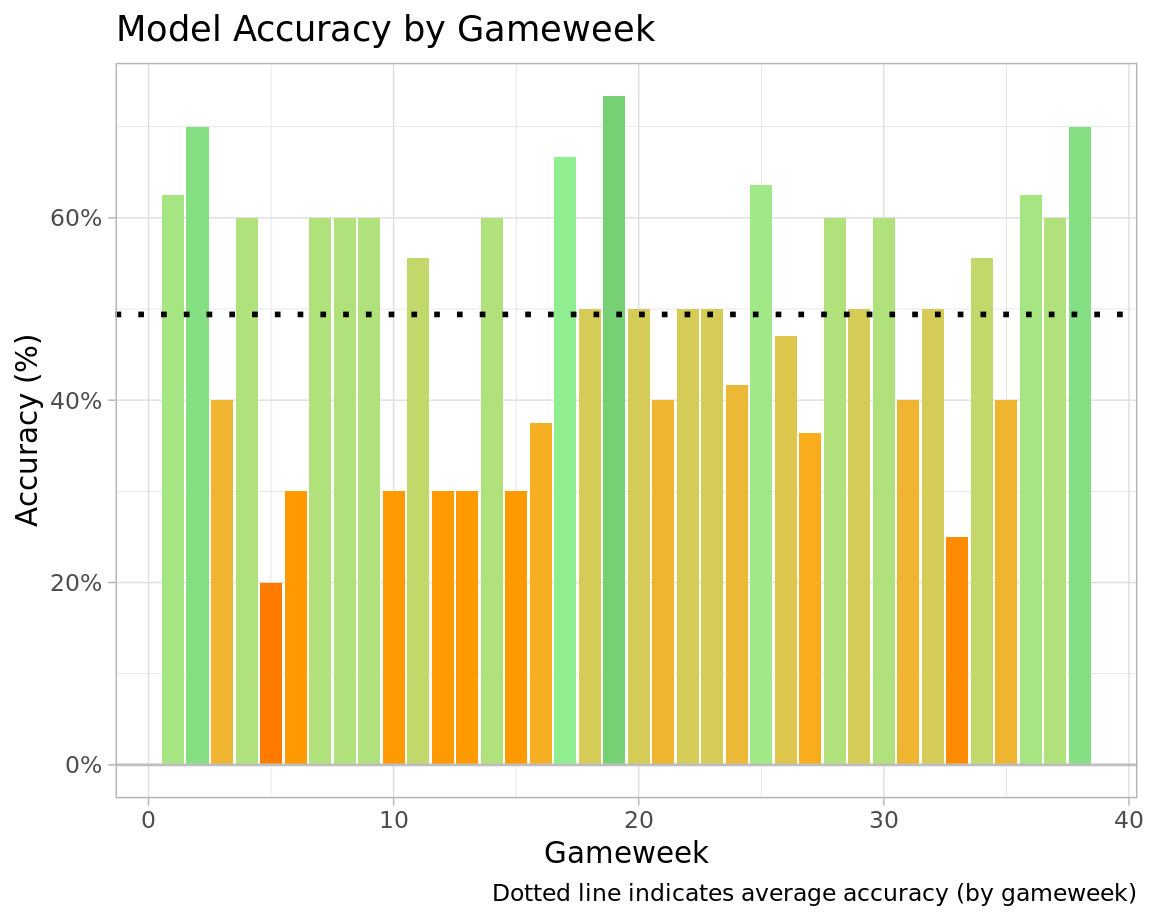 Model Accuracy by Gameweek
60%
40%
20%
0%
Accuracy (%)
0 10 20 30 40
Gameweek
Dotted line indicates average accuracy (by gameweek)